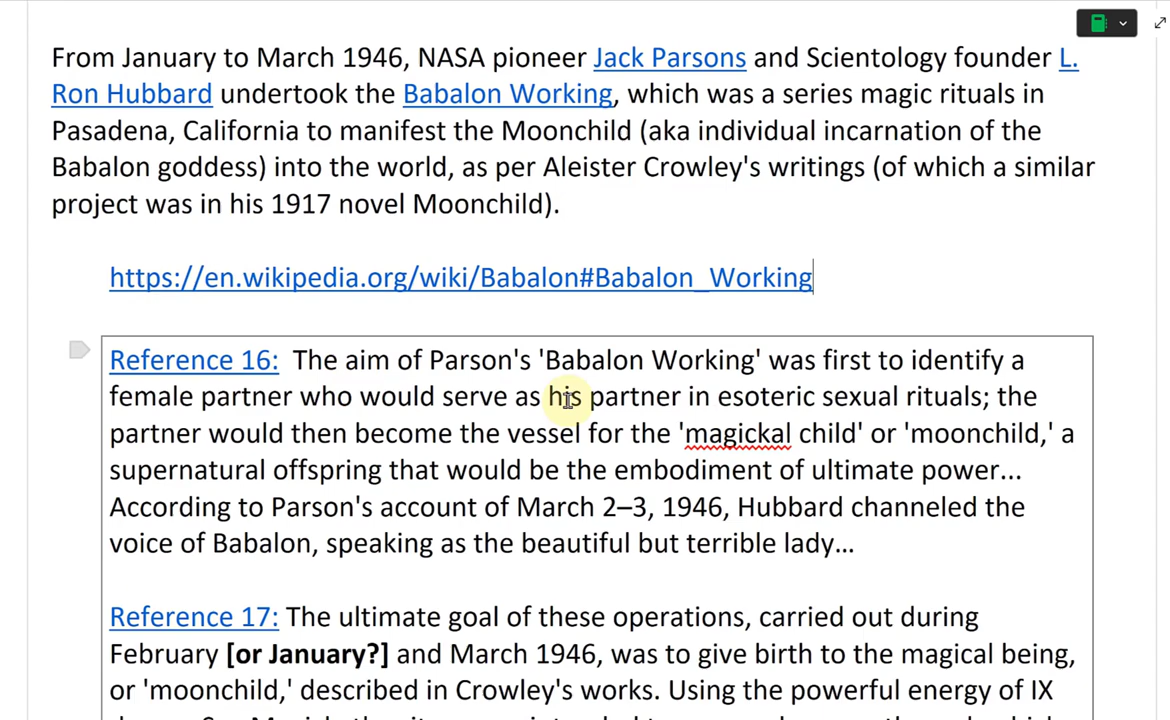 From January to March 1946, NASA pioneer Jack Parsons and Scientology founder L.
Ron Hubbard undertook the Babalon Working, which was a series magic rituals in
Pasadena, California to manifest the Moonchild (aka individual incarnation of the
Babalon goddess) into the world, as per Aleister Crowley's writings (of which a similar
project was in his 1917 novel Moonchild).
https://en.wikipedia.org/wiki/Babalon#Babalon_Working
Reference 16: The aim of Parson's 'Babalon Working' was first to identify a
female partner who would serve as his partner in esoteric sexual rituals; the
partner would then become the vessel for the 'magickal child' or 'moonchild,' a
supernatural offspring that would be the embodiment of ultimate power...
According to Parson's account of March 2–3, 1946, Hubbard channeled the
voice of Babalon, speaking as the beautiful but terrible lady...
Reference 17: The ultimate goal of these operations, carried out during
February [or January?] and March 1946, was to give birth to the magical being,
or 'moonchild,' described in Crowley's works. Using the powerful energy of IX